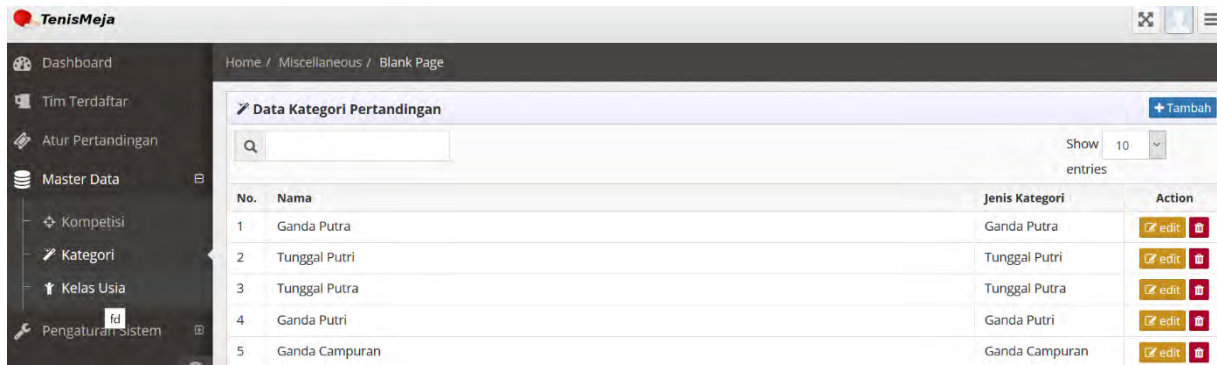 TenisMeja
Dashboard
Tim Terdaftar
Atur Pertandingan
Master Data
Kompetisi
Kategori
Kelas Usia
fd
Pengaturan Sistem
Home / Miscellaneous / Blank Page
Data Kategori Pertandingan
+ Tambah
Show 10
entries
No. Nama Jenis Kategori Action
1 Ganda Putra Ganda Putra edit
2 Tunggal Putri Tunggal Putri edit
3 Tunggal Putra Tunggal Putra edit
4 Ganda Putri Ganda Putri edit
5 Ganda Campuran Ganda Campuran edit